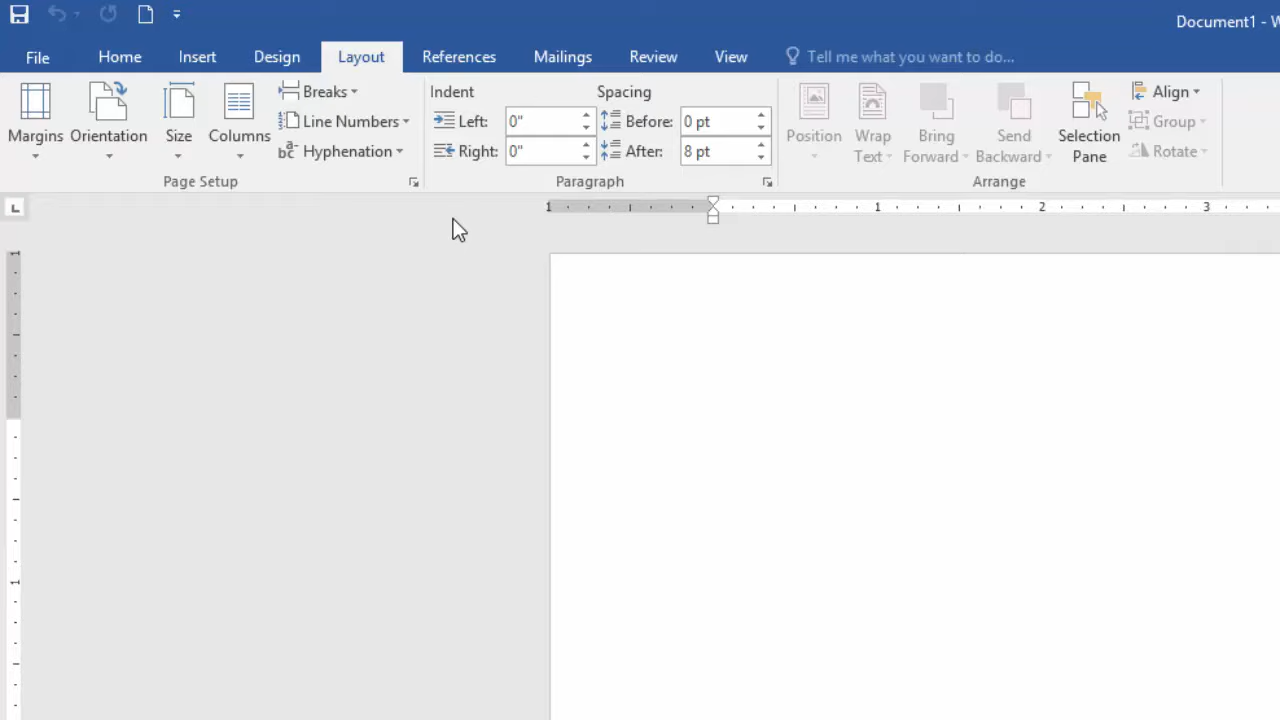 Document1 - W
File Home Insert Design Layout References Mailings Review View Tell me what you want to do...
Margins Orientation Size Columns
Breaks
Line Numbers
Hyphenation
Page Setup
Indent Spacing
Left: 0" Before: 0 pt
Right: 0" After: 8 pt
Paragraph
Position Wrap Text Bring Forward Send Backward Selection Pane
Align
Group
Rotate
Arrange
1 1 2 3
1
1